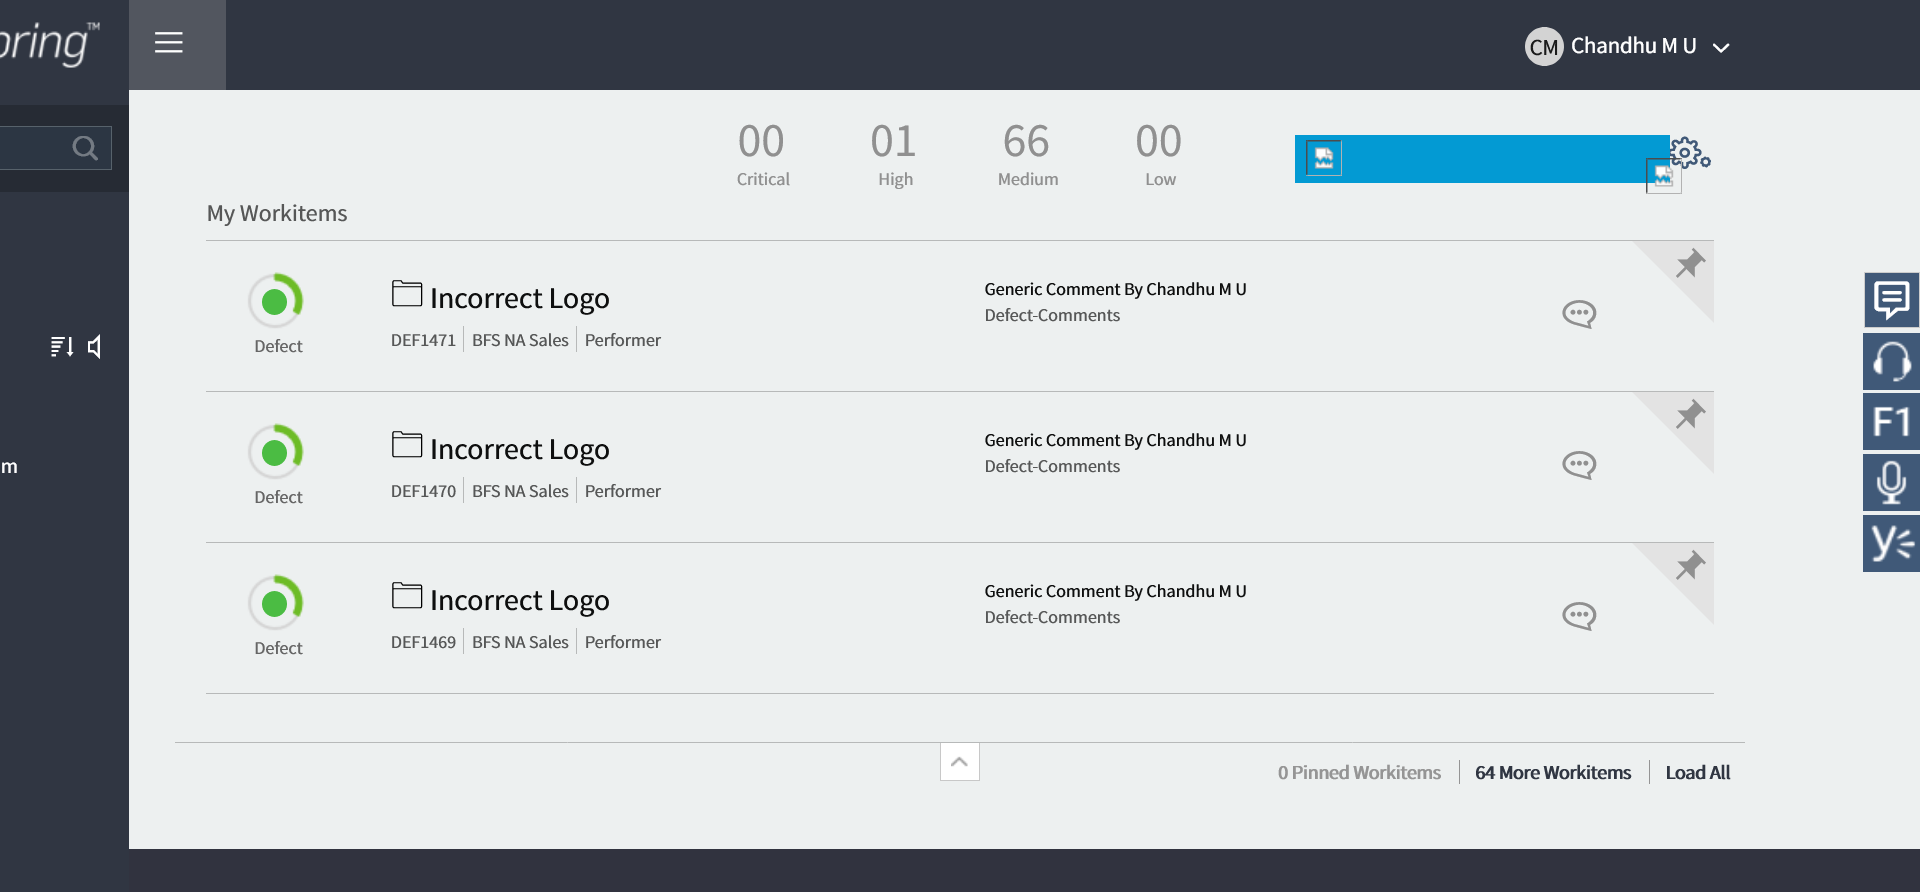 pring™
CM Chandhu M U
00 01 66 00
Critical High Medium Low
My Workitems
Incorrect Logo
Generic Comment By Chandhu M U
Defect-Comments
DEF1471 BFS NA Sales Performer
Defect
F1
Incorrect Logo
Generic Comment By Chandhu M U
Defect-Comments
m
DEF1470 BFS NA Sales Performer
Defect
Incorrect Logo
Generic Comment By Chandhu M U
Defect-Comments
DEF1469 BFS NA Sales Performer
Defect
0 Pinned Workitems 64 More Workitems Load All